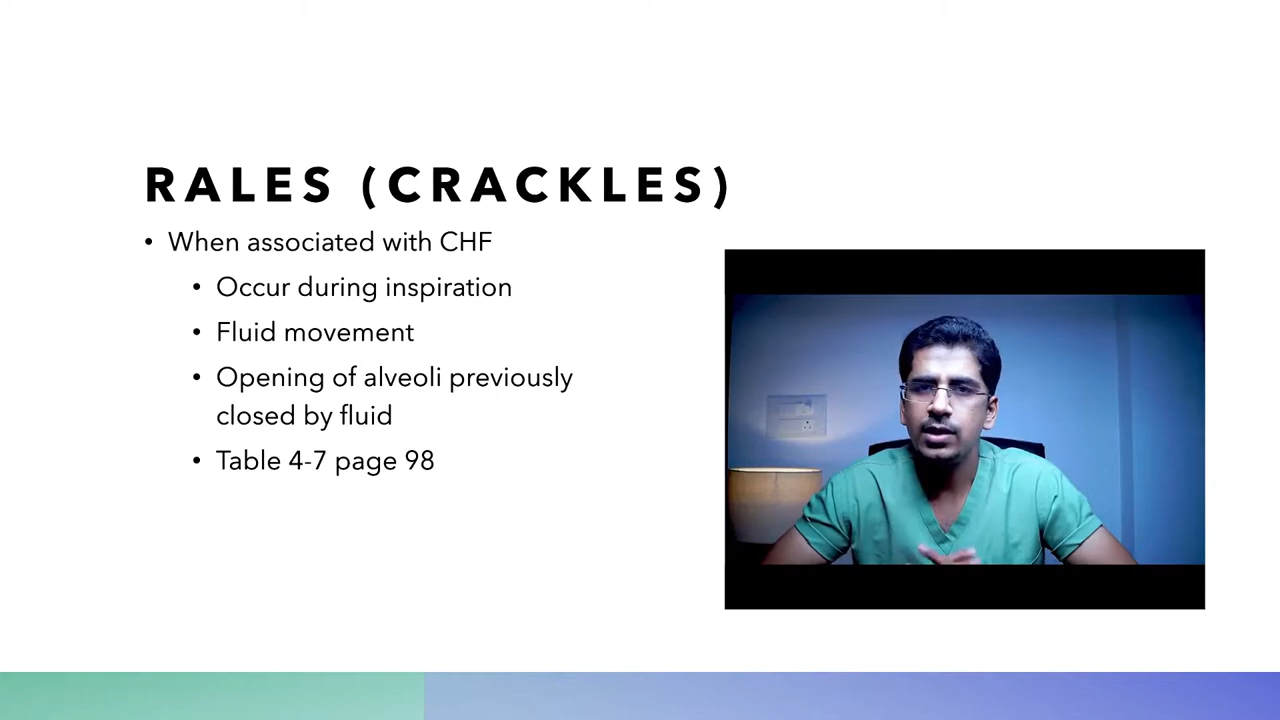 RALES (CRACKLES)
• When associated with CHF
• Occur during inspiration
• Fluid movement
• Opening of alveoli previously
closed by fluid
• Table 4-7 page 98